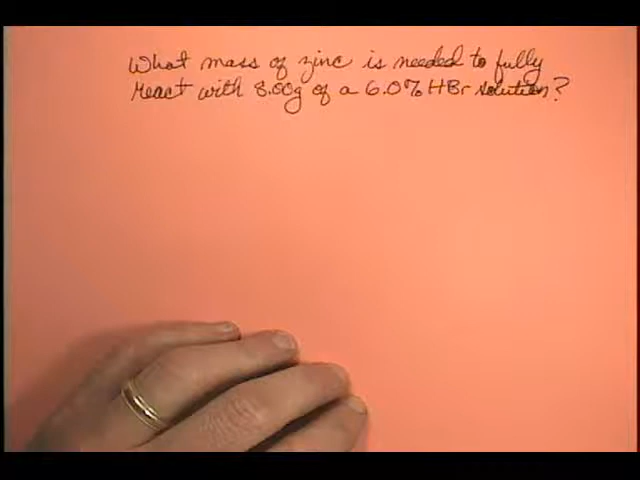 What mass of zinc is needed to fully
react with 8.00g of a 6.0% HBr solution?